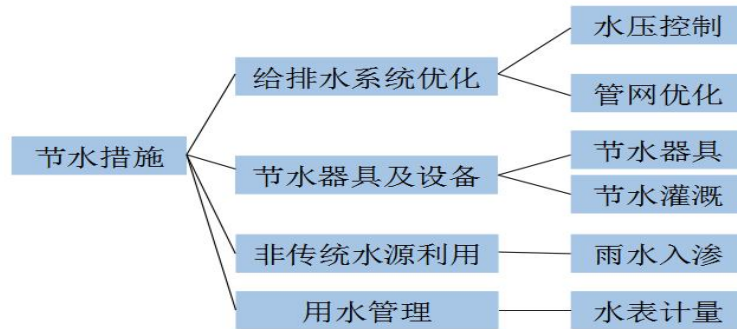 节水措施
给排水系统优化
水压控制
管网优化
节水器具及设备
节水器具
节水灌溉
非传统水源利用
雨水入渗
用水管理
水表计量